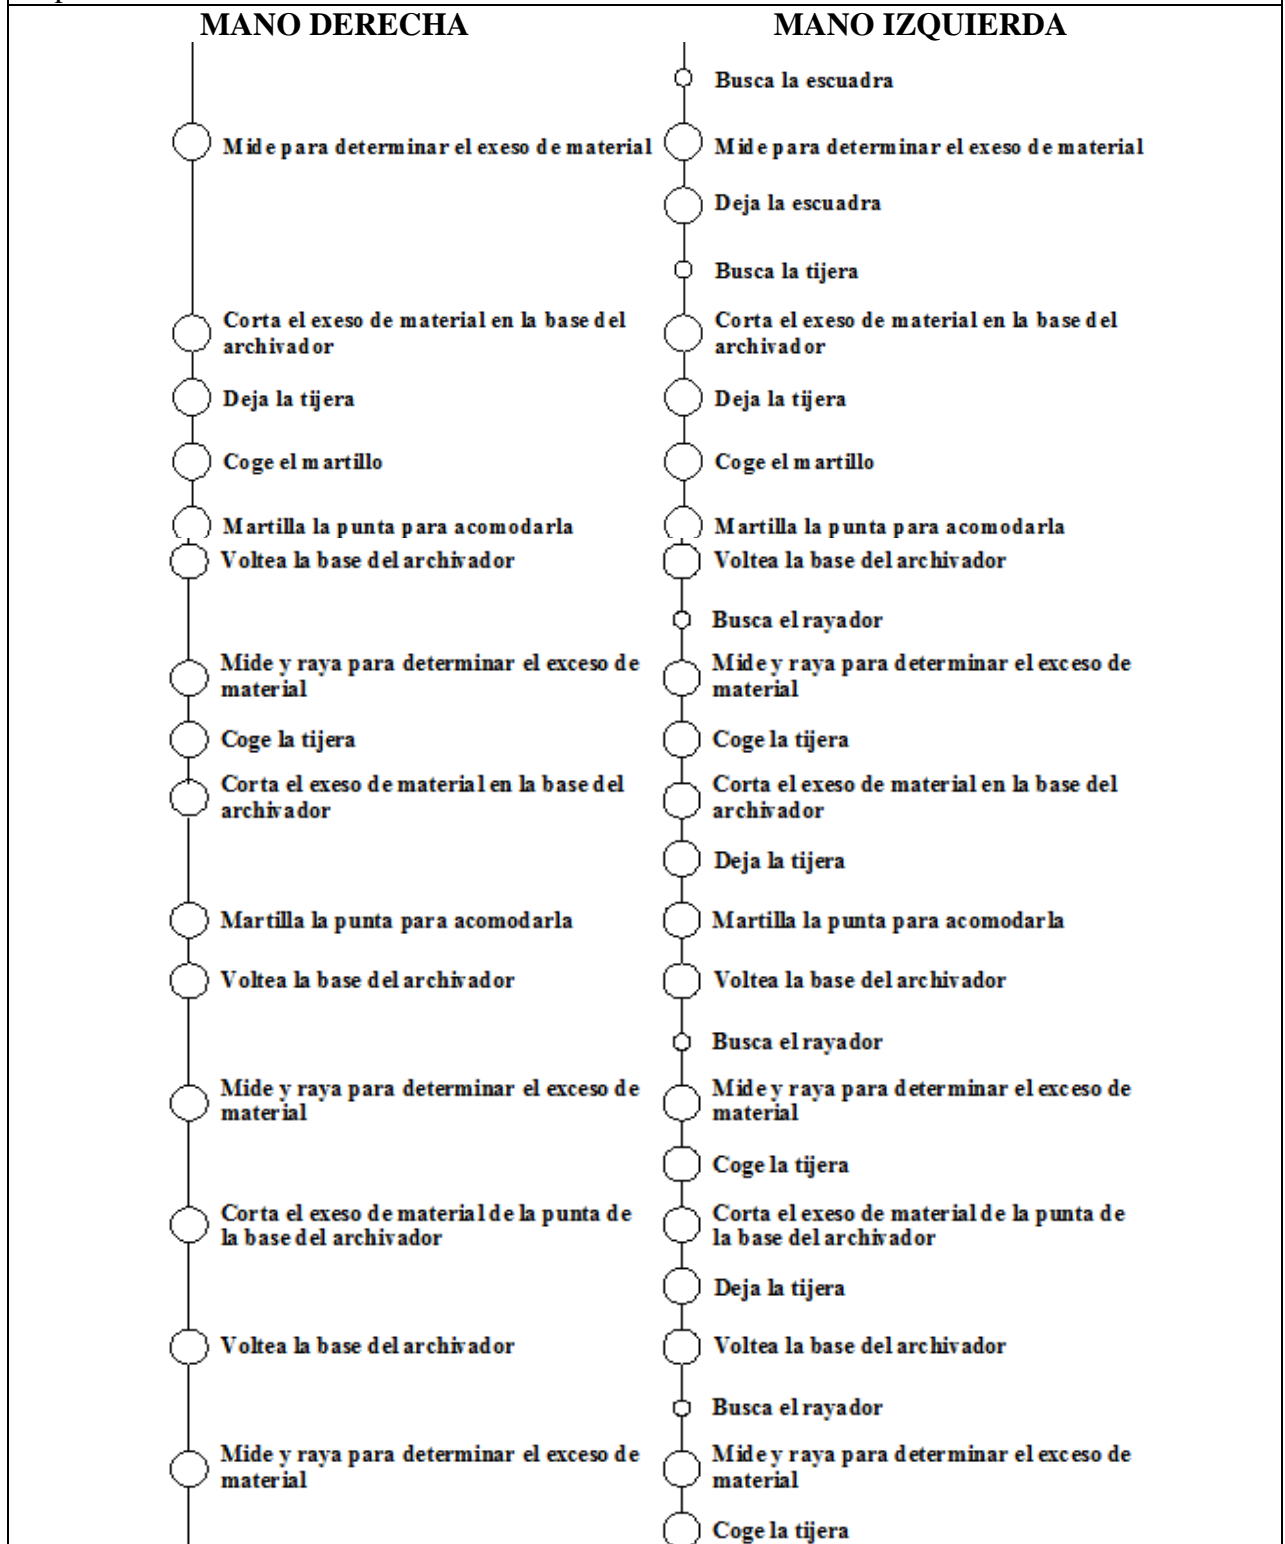 MANO DERECHA
MANO IZQUIERDA
Busca la escuadra
Mide para determinar el exeso de material
Mide para determinar el exeso de material
Deja la escuadra
Busca la tijera
Corta el exeso de material en la base del
archivador
Corta el exeso de material en la base del
archivador
Deja la tijera
Deja la tijera
Coge el martillo
Coge el martillo
Martilla la punta para acomodarla
Martilla la punta para acomodarla
Voltea la base del archivador
Voltea la base del archivador
Busca el rayador
Mide y raya para determinar el exceso de
material
Mide y raya para determinar el exceso de
material
Coge la tijera
Coge la tijera
Corta el exeso de material en la base del
archivador
Corta el exeso de material en la base del
archivador
Deja la tijera
Martilla la punta para acomodarla
Martilla la punta para acomodarla
Voltea la base del archivador
Voltea la base del archivador
Busca el rayador
Mide y raya para determinar el exceso de
material
Mide y raya para determinar el exceso de
material
Coge la tijera
Corta el exeso de material de la punta de
la base del archivador
Corta el exeso de material de la punta de
la base del archivador
Deja la tijera
Voltea la base del archivador
Voltea la base del archivador
Busca el rayador
Mide y raya para determinar el exceso de
material
Mide y raya para determinar el exceso de
material
Coge la tijera